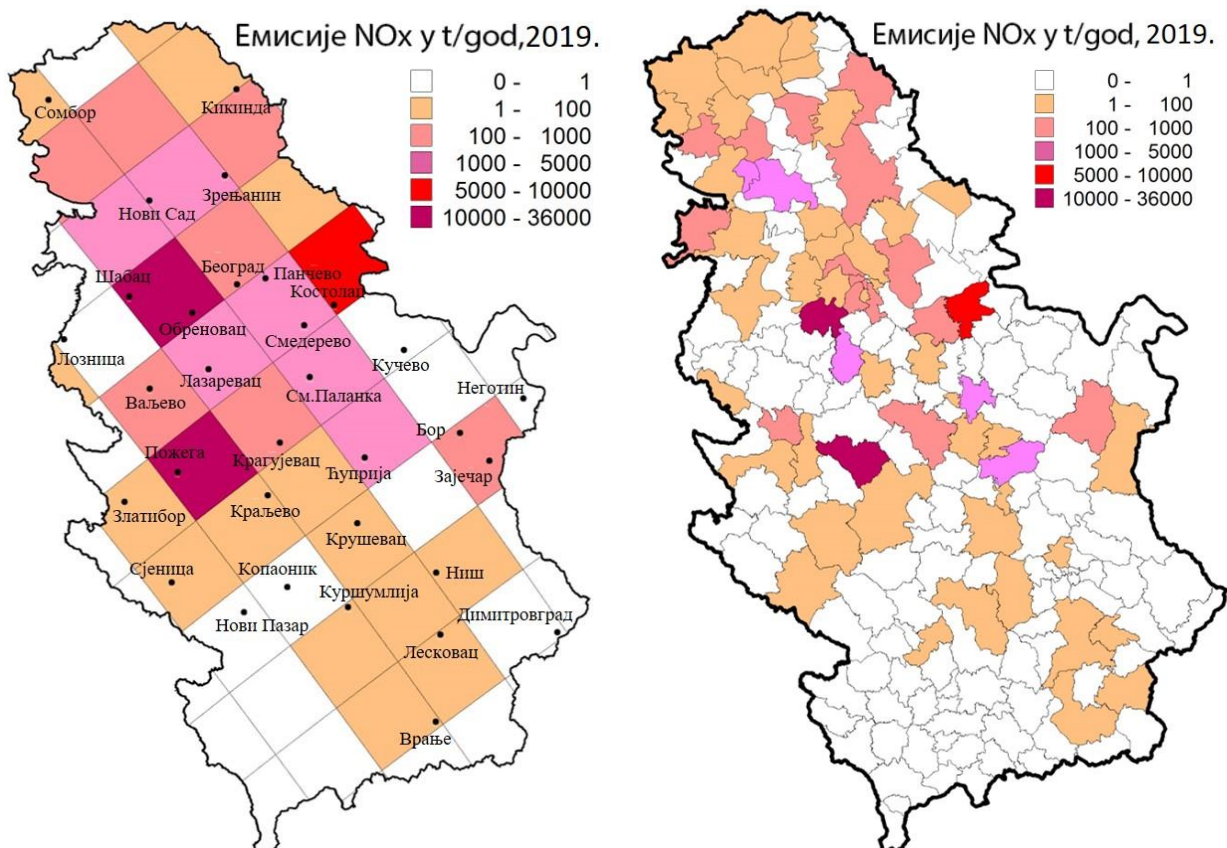 Емисије NOx у t/god,2019.
0 - 1
1 - 100
100 - 1000
1000 - 5000
5000 - 10000
10000 - 36000
Сомбор
Кикинда
Зрењанин
Нови Сад
Београд
Панчево
Шабац
Костолац
Обреновац
Смедерево
Лозница
Кучево
Лазаревац
Неготин
Ваљево
См.Паланка
Бор
Пожега
Крагујевац
Зајечар
Ћуприја
Златибор
Краљево
Крушевац
Сјеница
Копаоник
Ниш
Куршумлија
Димитровград
Нови Пазар
Лесковац
Врање
Емисије NOx у t/god, 2019.
0 - 1
1 - 100
100 - 1000
1000 - 5000
5000 - 10000
10000 - 36000